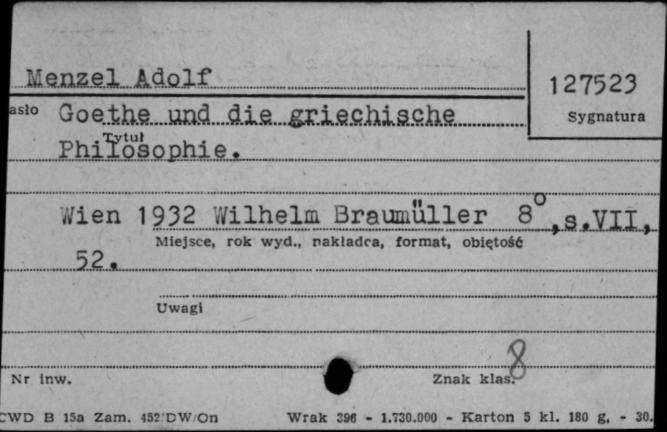 Menzel Adolf
127523
asło Goethe und die griechische
Sygnatura
Tytuł
Philosophie.
Wien 1932 Wilhelm Braumüller 8°, s.VII,
Miejsce, rok wyd., nakładca, format, objętość
52.
Uwagi
8
Nr inw.
Znak klas.
CWD B 15a Zam. 452/DW/On Wrak 396 - 1.730.000 - Karton 5 kl. 180 g, - 30.